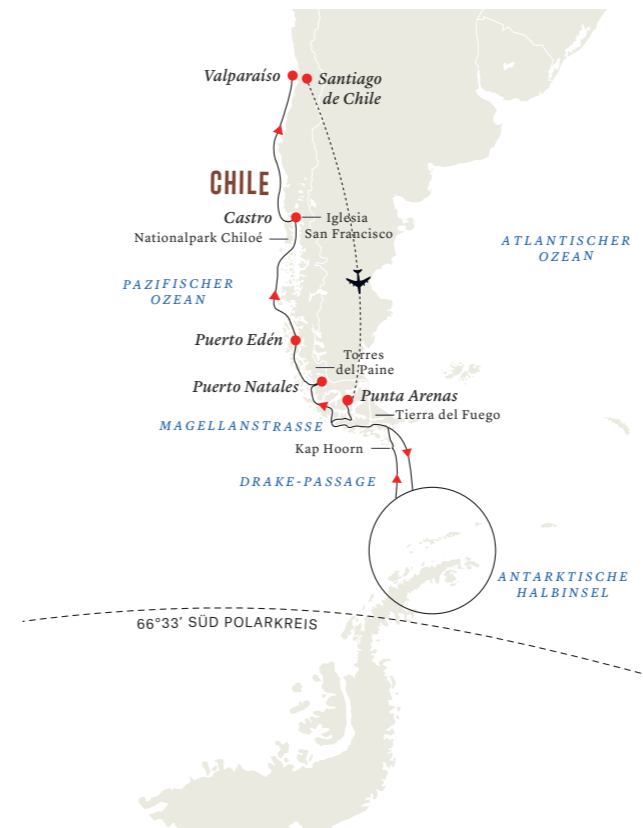 Valparaíso
Santiago
de Chile
CHILE
Castro
Iglesia
San Francisco
Nationalpark Chiloé
ATLANTISCHER
OZEAN
PAZIFISCHER
OZEAN
Puerto Edén
Torres
del Paine
Puerto Natales
Punta Arenas
Tierra del Fuego
MAGELLANSTRASSE
Kap Hoorn
DRAKE-PASSAGE
ANTARKTISCHE
HALBINSEL
66°33′ SÜD POLARKREIS